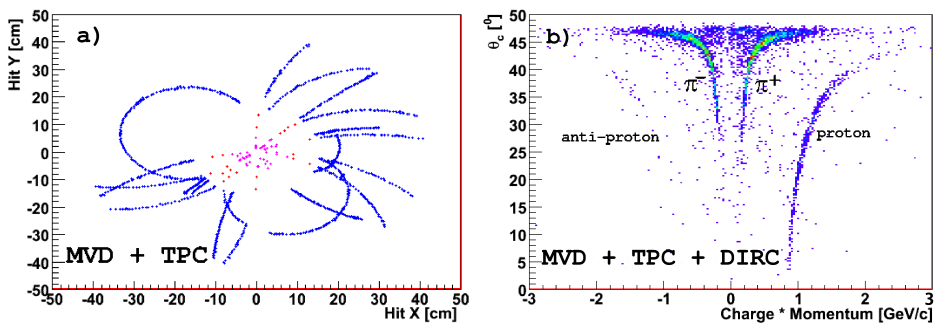 Hit Y [cm]
50
40
30
20
10
0
-10
-20
-30
-40
-50
a)
MVD + TPC
-50 -40 -30 -20 -10 0 10 20 30 40 50
Hit X [cm]
θc [0]
50
45
40
35
30
25
20
15
10
5
0
b)
π- π+
anti-proton proton
MVD + TPC + DIRC
-3 -2 -1 0 1 2 3
Charge * Momentum [GeV/c]